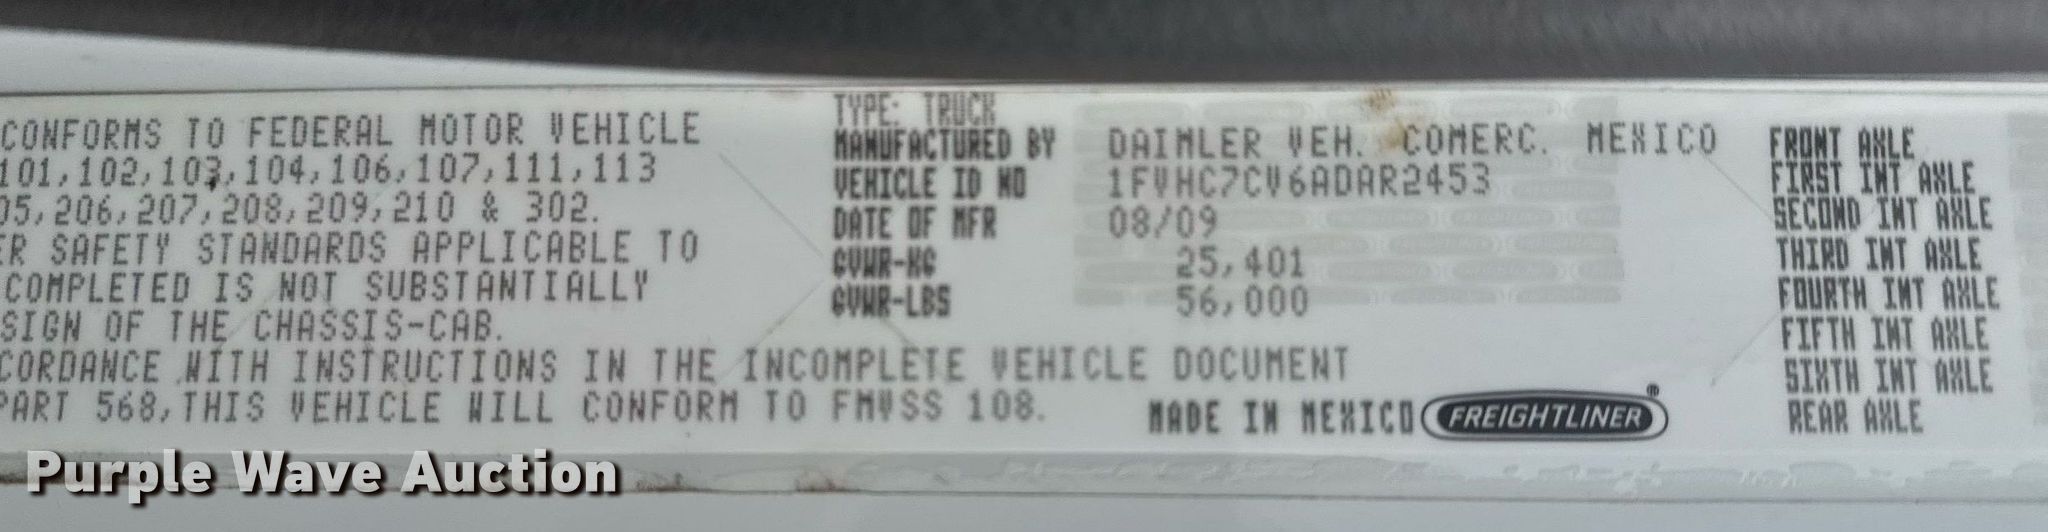 CONFORMS TO FEDERAL MOTOR VEHICLE
101,102,103,104,106,107,111,113
05,206,207,208,209,210 & 302.
ER SAFETY STANDARDS APPLICABLE TO
COMPLETED IS NOT SUBSTANTIALLY
SIGN OF THE CHASSIS-CAB.
CORDANCE WITH INSTRUCTIONS IN THE INCOMPLETE VEHICLE DOCUMENT
PART 568,THIS VEHICLE WILL CONFORM TO FMVSS 108.
TYPE: TRUCK
MANUFACTURED BY DAIMLER VEH. COMERC. MEXICO
VEHICLE ID NO 1FVHC7CV6ADAR2453
DATE OF MFR 08/09
GVWR-KG 25,401
GVWR-LBS 56,000
MADE IN MEXICO FREIGHTLINER®
FRONT AXLE
FIRST INT AXLE
SECOND INT AXLE
THIRD INT AXLE
FOURTH INT AXLE
FIFTH INT AXLE
SIXTH INT AXLE
REAR AXLE
Purple Wave Auction